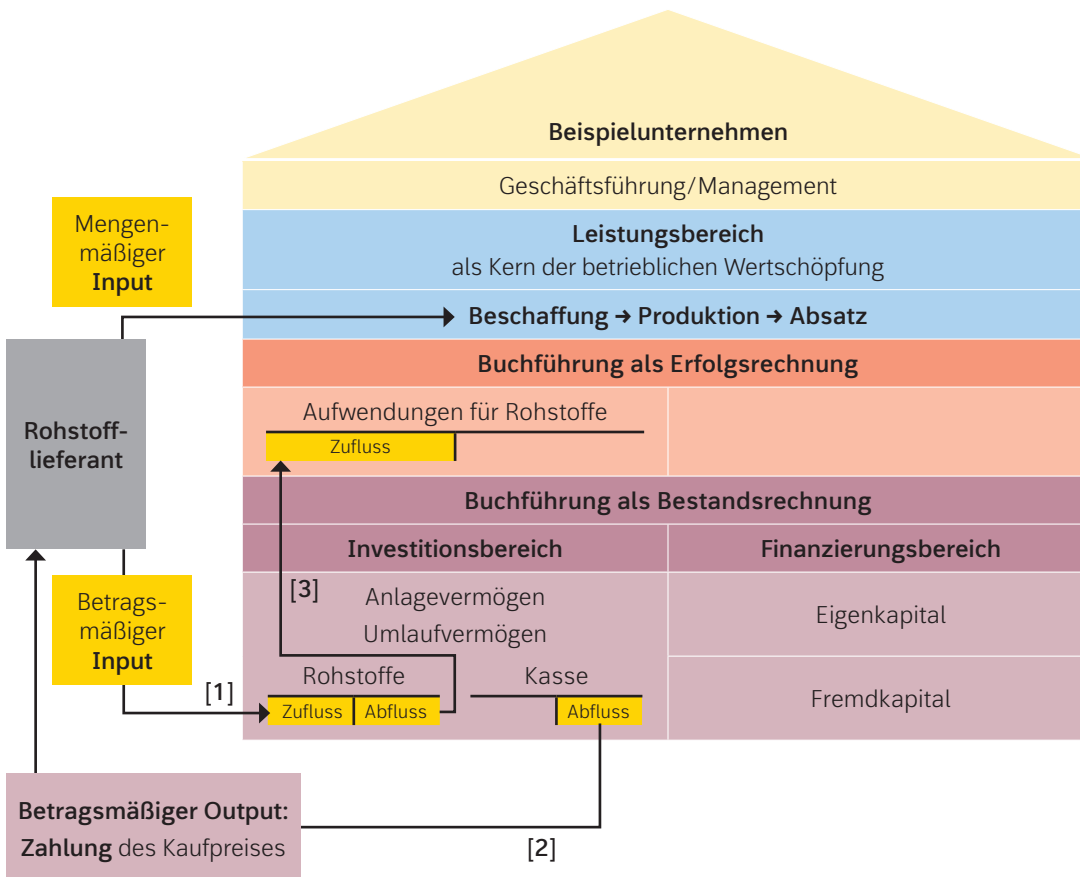 Beispielunternehmen
Geschäftsführung/Management
Mengen-
mäßiger
Input
Leistungsbereich
als Kern der betrieblichen Wertschöpfung
Beschaffung → Produktion → Absatz
Buchführung als Erfolgsrechnung
Rohstoff-
lieferant
Aufwendungen für Rohstoffe
Zufluss
Buchführung als Bestandsrechnung
Investitionsbereich
Finanzierungsbereich
Betrags-
mäßiger
Input
[3]
Anlagevermögen
Umlaufvermögen
Eigenkapital
[1]
Rohstoffe
Kasse
Zufluss
Abfluss
Abfluss
Fremdkapital
Betragsmäßiger Output:
Zahlung des Kaufpreises
[2]